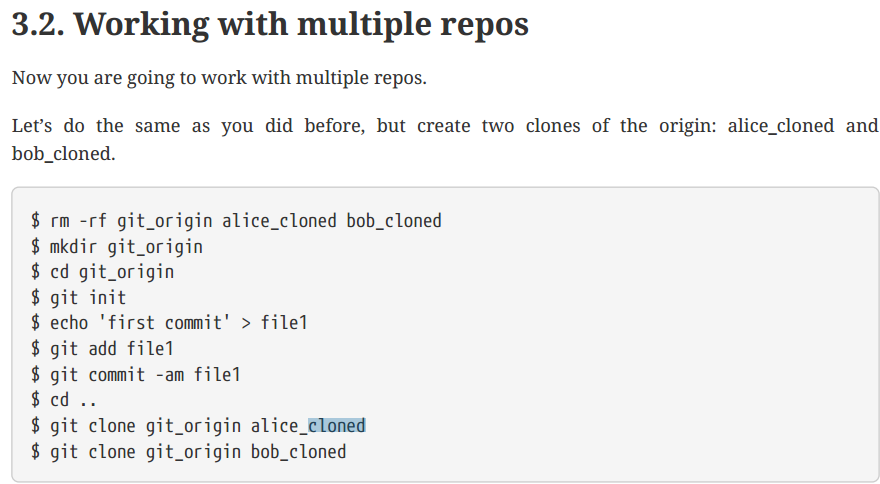 3.2. Working with multiple repos
Now you are going to work with multiple repos.
Let’s do the same as you did before, but create two clones of the origin: alice_cloned and
bob_cloned.
$ rm -rf git_origin alice_cloned bob_cloned
$ mkdir git_origin
$ cd git_origin
$ git init
$ echo 'first commit' > file1
$ git add file1
$ git commit -am file1
$ cd ..
$ git clone git_origin alice_cloned
$ git clone git_origin bob_cloned